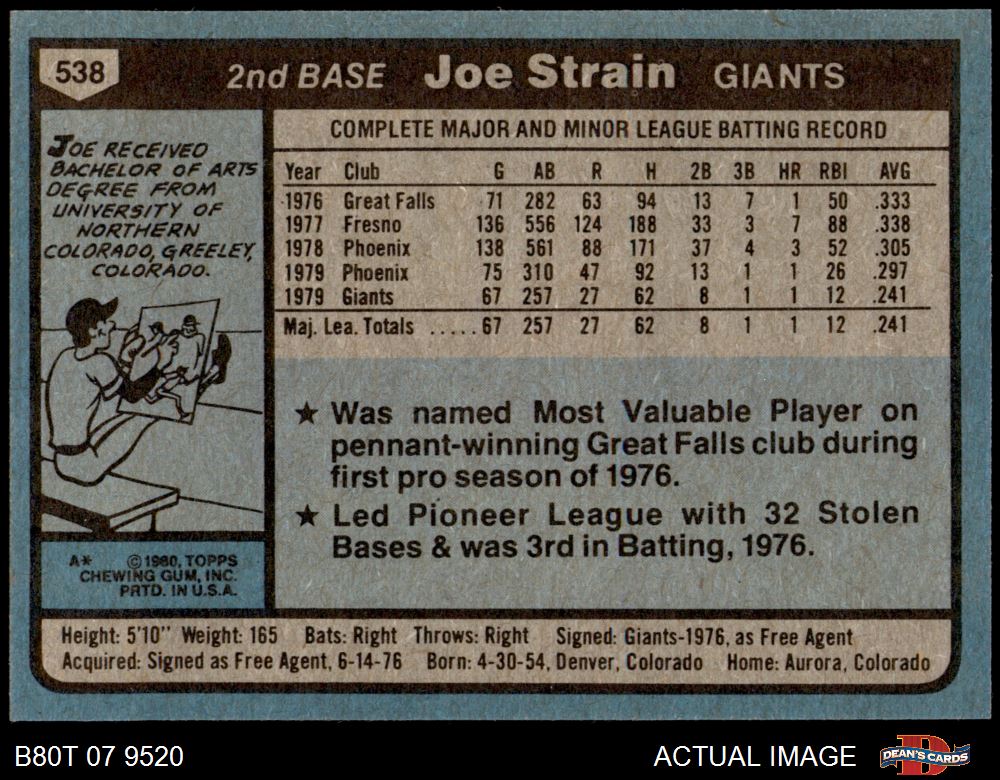 538 2nd BASE Joe Strain GIANTS
JOE RECEIVED
BACHELOR OF ARTS
DEGREE FROM
UNIVERSITY OF
NORTHERN
COLORADO, GREELEY,
COLORADO.
COMPLETE MAJOR AND MINOR LEAGUE BATTING RECORD
Year Club G AB R H 2B 3B HR RBI AVG
1976 Great Falls 71 282 63 94 13 7 1 50 .333
1977 Fresno 136 556 124 188 33 3 7 88 .338
1978 Phoenix 138 561 88 171 37 4 3 52 .305
1979 Phoenix 75 310 47 92 13 1 1 26 .297
1979 Giants 67 257 27 62 8 1 1 12 .241
Maj. Lea. Totals .....67 257 27 62 8 1 1 12 .241
★ Was named Most Valuable Player on
pennant-winning Great Falls club during
first pro season of 1976.
★ Led Pioneer League with 32 Stolen
Bases & was 3rd in Batting, 1976.
A* © 1980, TOPPS
CHEWING GUM, INC.
PRTD. IN U.S.A.
Height: 5'10" Weight: 165 Bats: Right Throws: Right Signed: Giants-1976, as Free Agent
Acquired: Signed as Free Agent, 6-14-76 Born: 4-30-54, Denver, Colorado Home: Aurora, Colorado
B80T 07 9520 ACTUAL IMAGE D DEAN'S CARDS